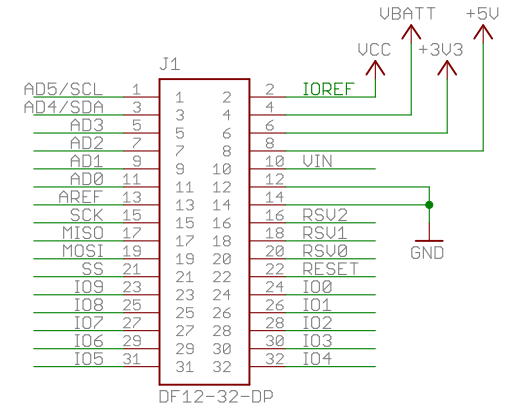 VBATT +5V
VCC +3V3
J1
AD5/SCL 1 1 2 2 IOREF
AD4/SDA 3 3 4 4
AD3 5 5 6 6
AD2 7 7 8 8
AD1 9 9 10 10 VIN
AD0 11 11 12 12
AREF 13 13 14 14
SCK 15 15 16 16 RSV2
MISO 17 17 18 18 RSV1
MOSI 19 19 20 20 RSV0
GND
SS 21 21 22 22 RESET
IO9 23 23 24 24 IO0
IO8 25 25 26 26 IO1
IO7 27 27 28 28 IO2
IO6 29 29 30 30 IO3
IO5 31 31 32 32 IO4
DF12-32-DP